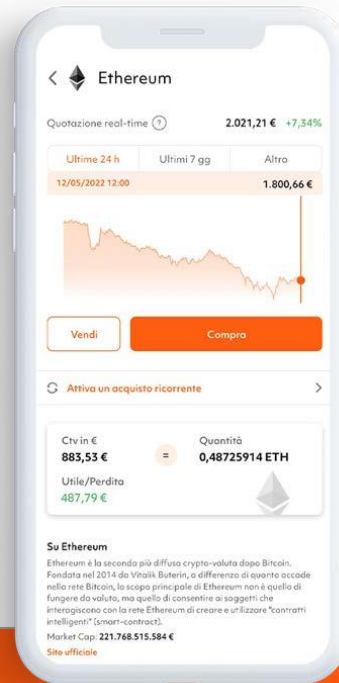 Ethereum
Quotazione real-time ? 2.021,21 € +7,34%
Ultime 24 h Ultimi 7 gg Altro
12/05/2022 12:00 1.800,66 €
Vendi Compra
Attiva un acquisto ricorrente
Ctv in € = Quantità
883,53 € 0,48725914 ETH
Utile/Perdita
487,79 €
Su Ethereum
Ethereum è la seconda più diffusa crypto-valuta dopo Bitcoin.
Fondata nel 2014 da Vitalik Buterin, a differenza di quanto accade
nella rete Bitcoin, lo scopo principale di Ethereum non è quello di
fungere da valuta, ma quello di consentire ai soggetti che
interagiscono con la rete Ethereum di creare e utilizzare "contratti
intelligenti" (smart-contract).
Market Cap: 221.768.515.584 €
Sito ufficiale